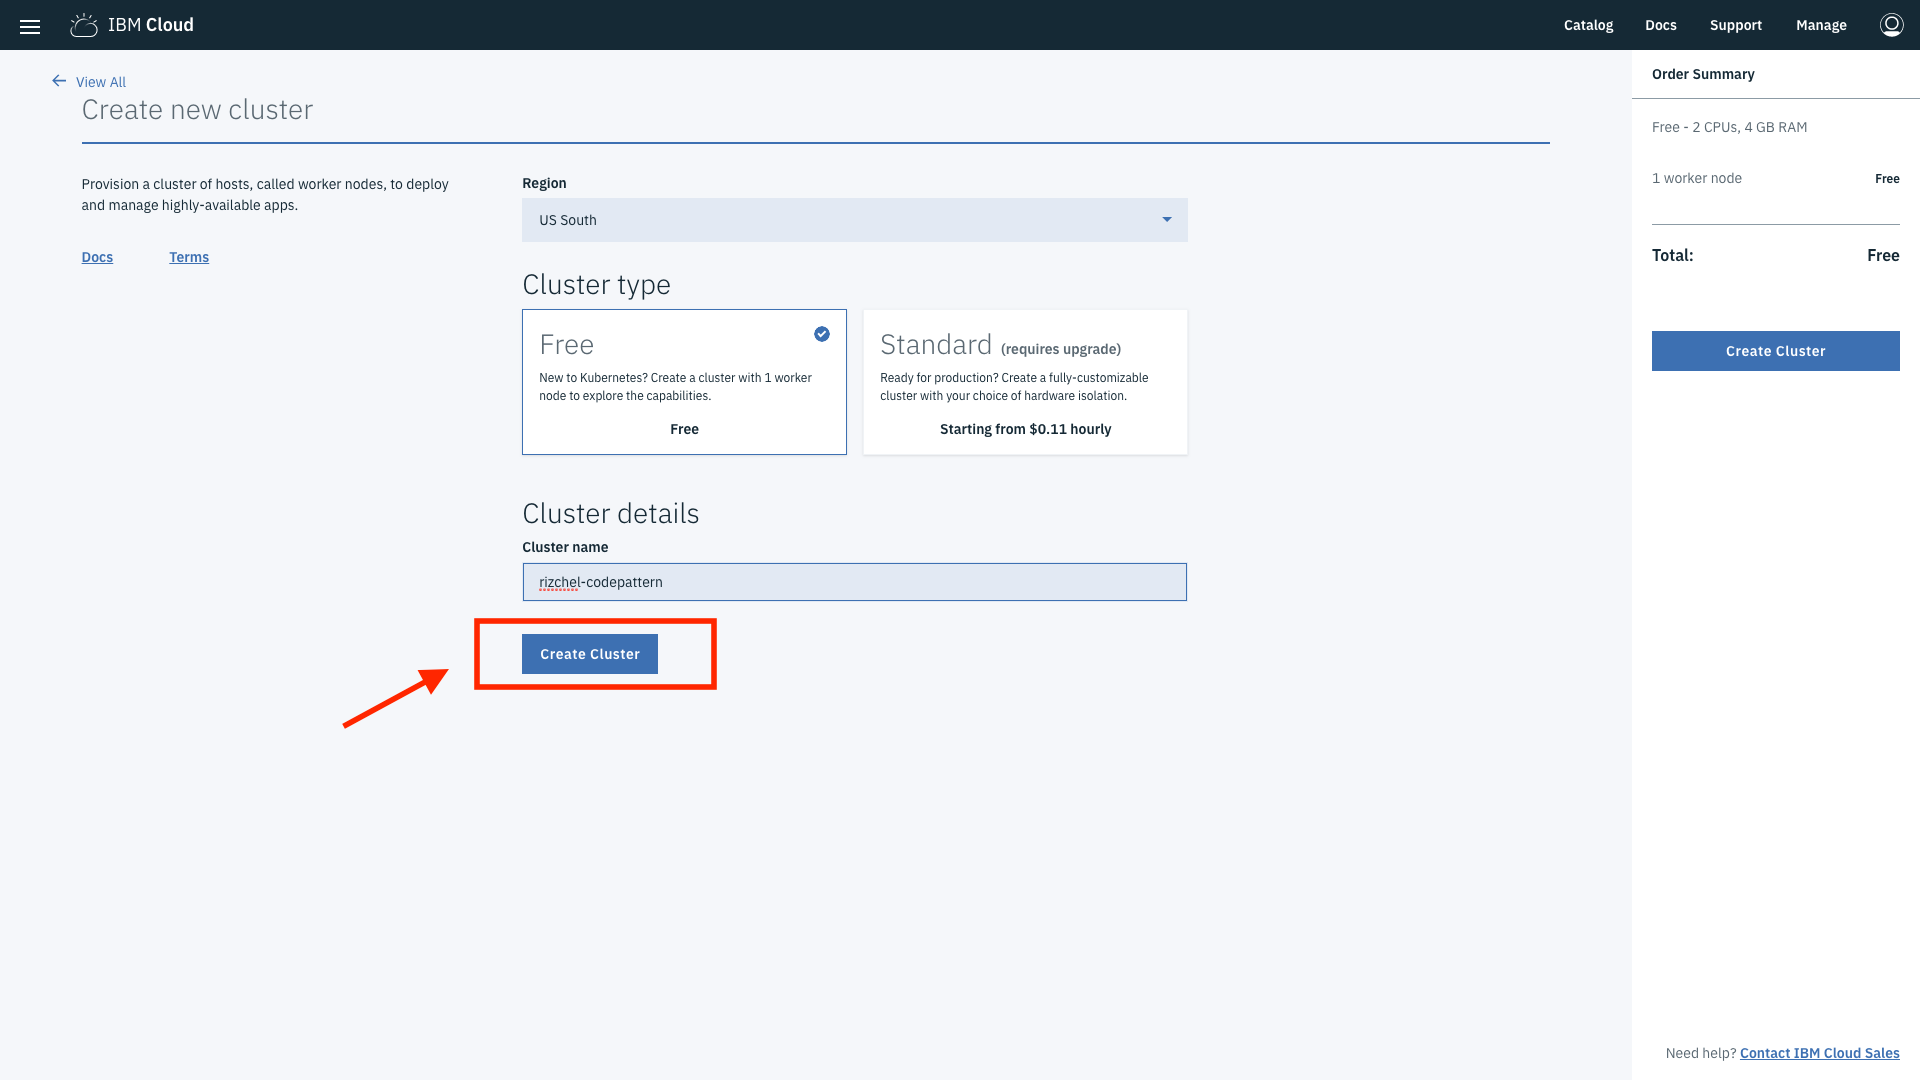 IBM Cloud
Catalog
Docs
Support
Manage
View All
Create new cluster
Provision a cluster of hosts, called worker nodes, to deploy
and manage highly-available apps.
Docs
Terms
Region
US South
Cluster type
Free
New to Kubernetes? Create a cluster with 1 worker
node to explore the capabilities.
Free
Standard (requires upgrade)
Ready for production? Create a fully-customizable
cluster with your choice of hardware isolation.
Starting from $0.11 hourly
Cluster details
Cluster name
rizchel-codepattern
Create Cluster
Order Summary
Free - 2 CPUs, 4 GB RAM
1 worker node Free
Total: Free
Create Cluster
Need help? Contact IBM Cloud Sales